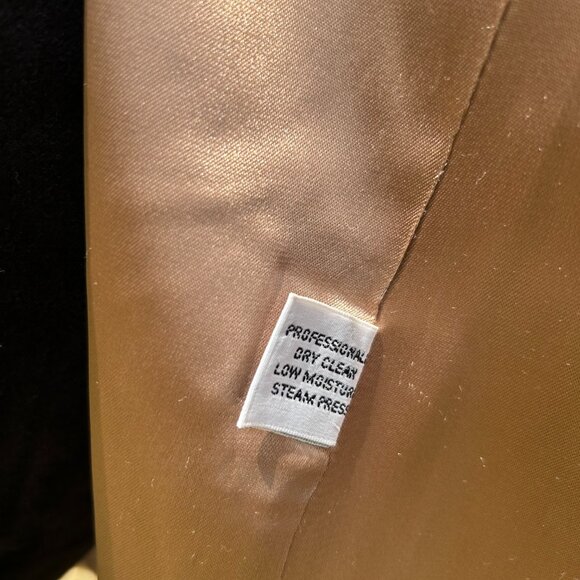 PROFESSIONAL
DRY CLEAN
LOW MOISTUR
STEAM PRESS